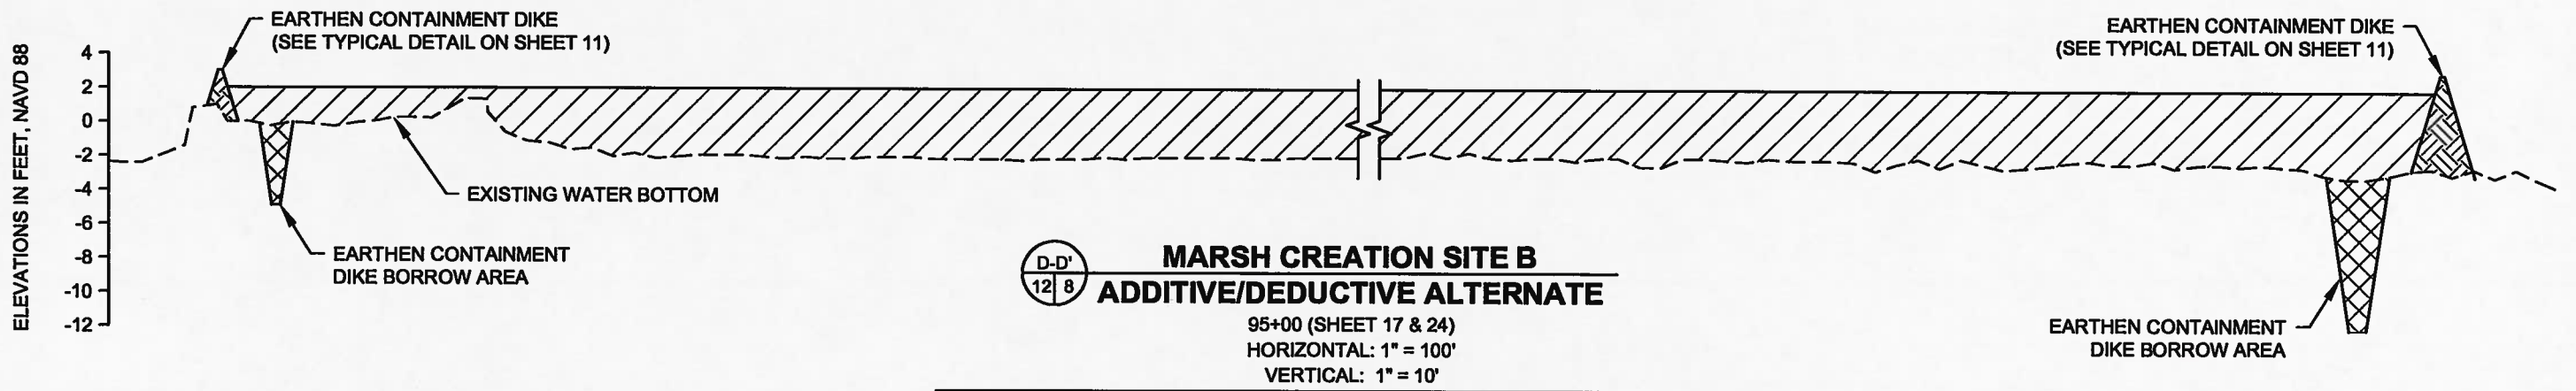 EARTHEN CONTAINMENT DIKE
(SEE TYPICAL DETAIL ON SHEET 11)
EARTHEN CONTAINMENT DIKE
(SEE TYPICAL DETAIL ON SHEET 11)
ELEVATIONS IN FEET, NAVD 88
4
2
0
-2
-4
-6
-8
-10
-12
EXISTING WATER BOTTOM
EARTHEN CONTAINMENT
DIKE BORROW AREA
D-D'
12 8
MARSH CREATION SITE B
ADDITIVE/DEDUCTIVE ALTERNATE
95+00 (SHEET 17 & 24)
HORIZONTAL: 1" = 100'
VERTICAL: 1" = 10'
EARTHEN CONTAINMENT
DIKE BORROW AREA